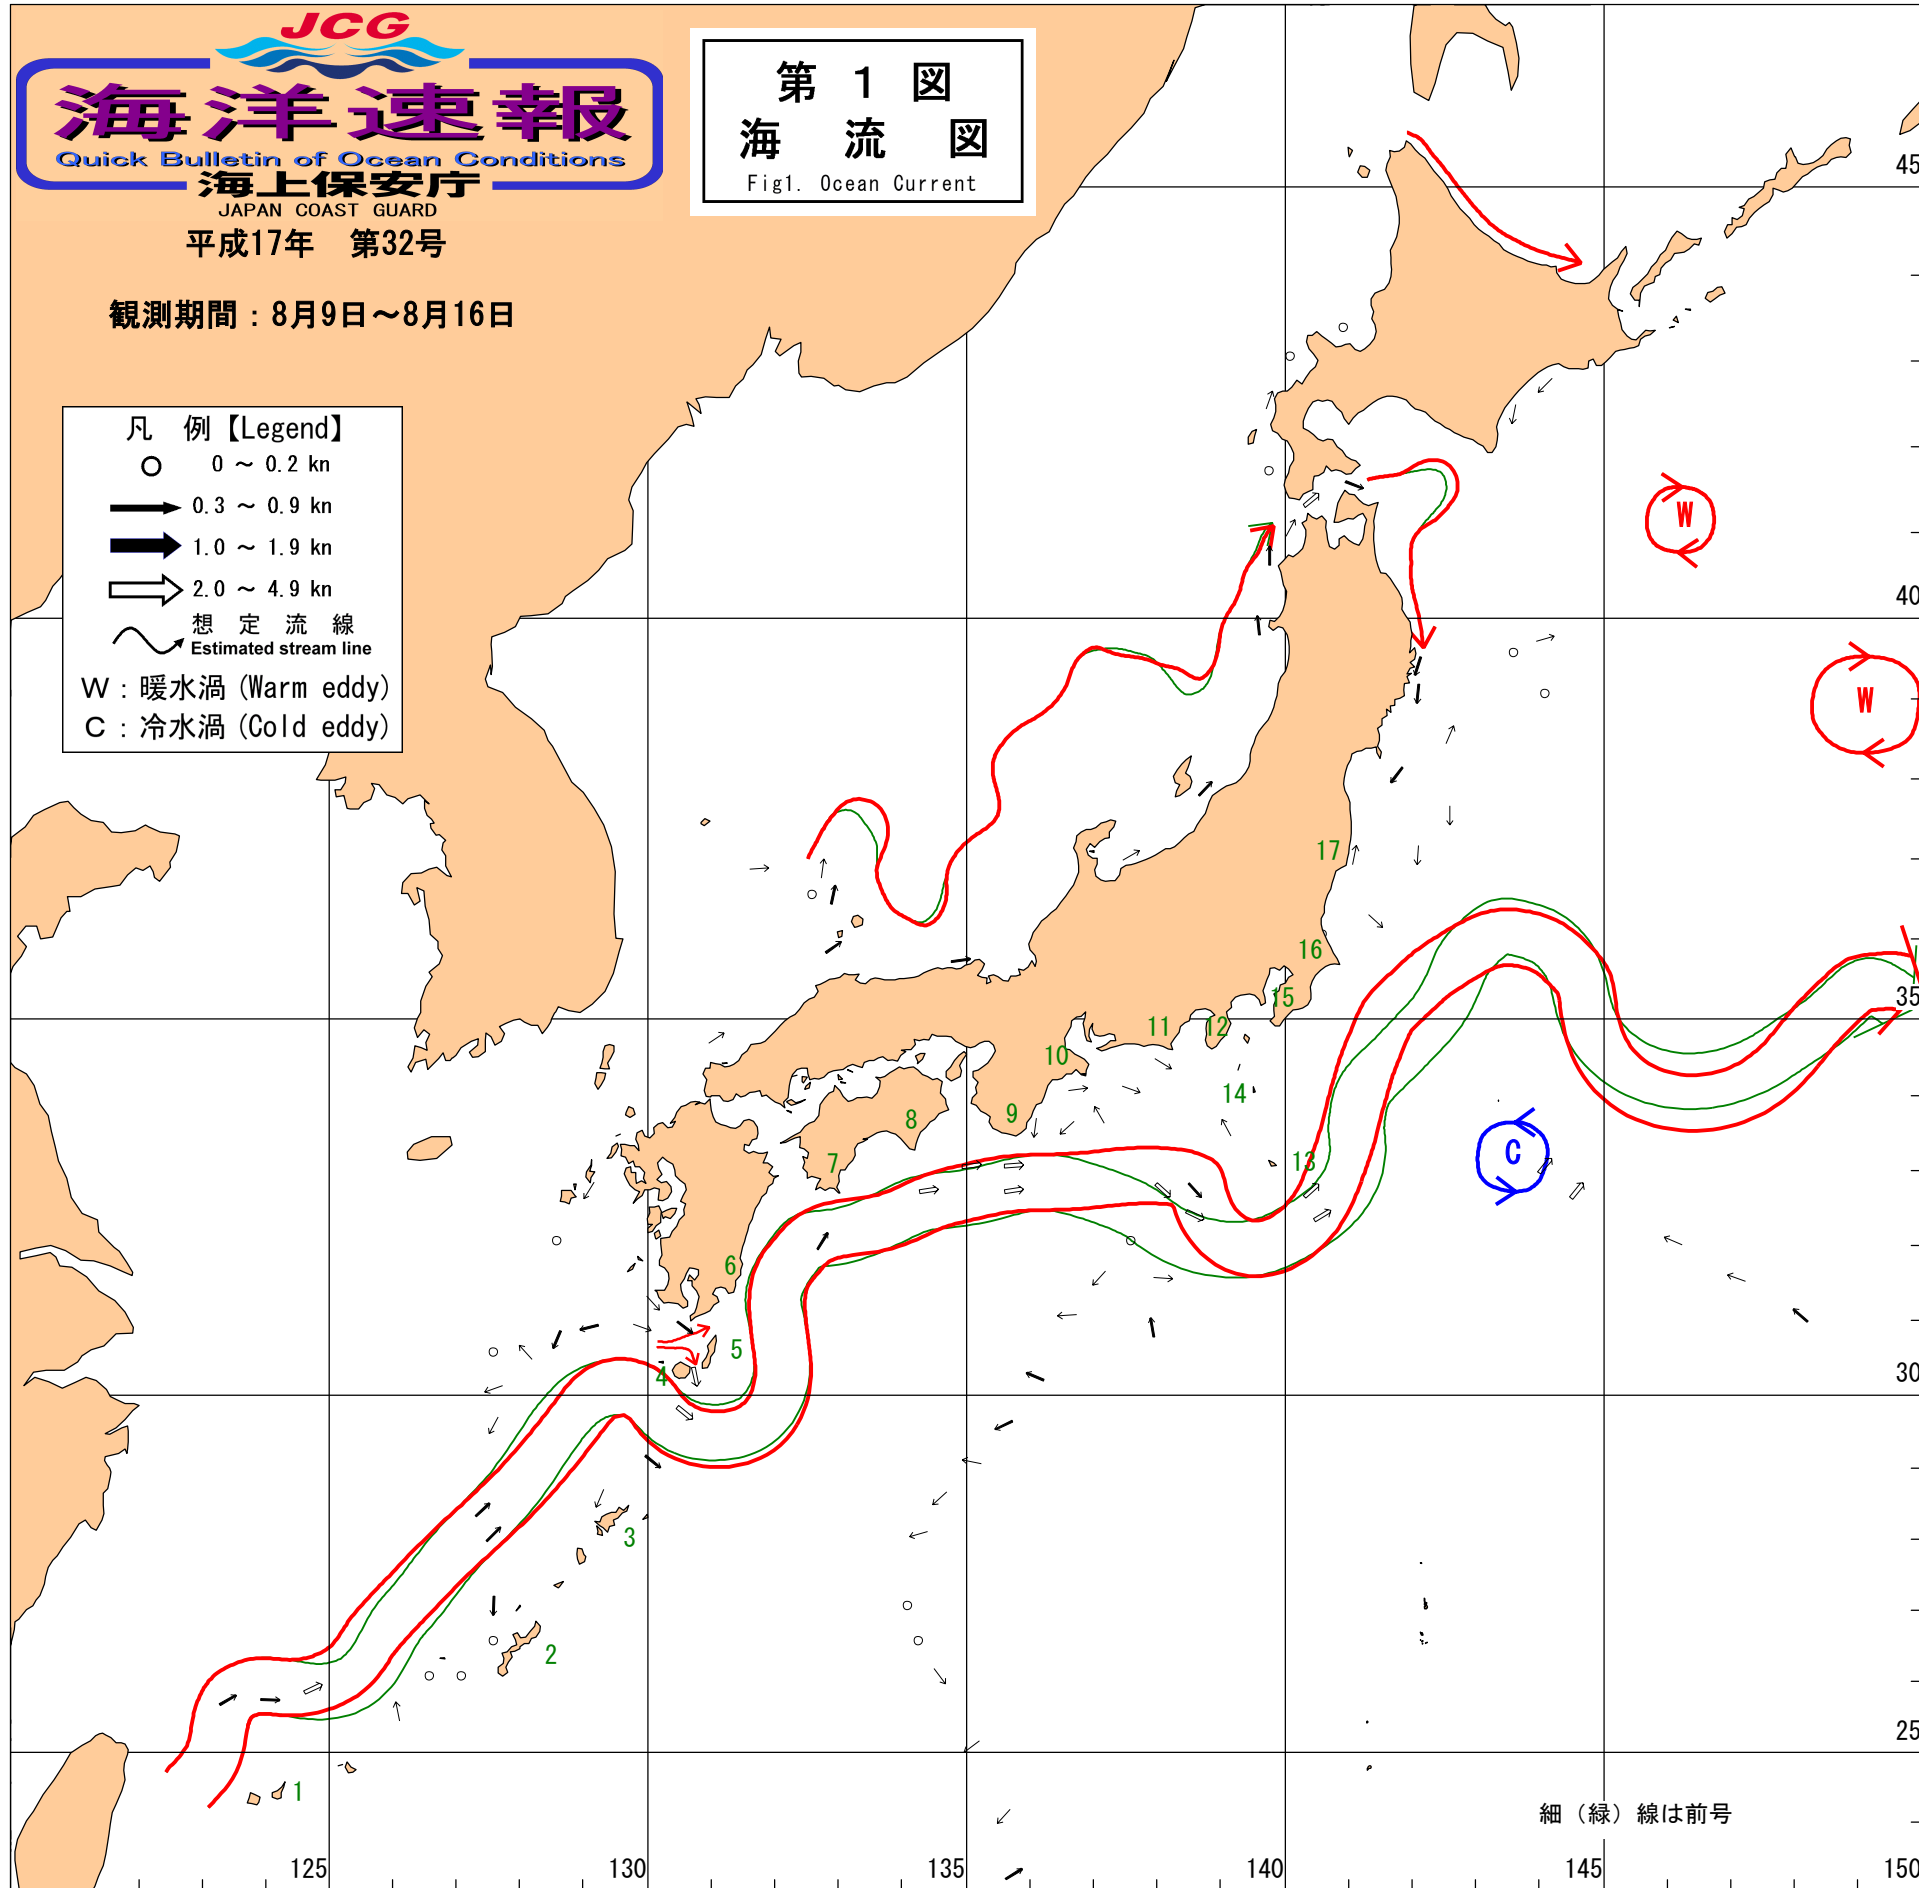 JCG
海洋速報
Quick Bulletin of Ocean Conditions
海上保安庁
JAPAN COAST GUARD
平成17年 第32号
観測期間：8月9日～8月16日
第 1 図
海 流 図
Fig1. Ocean Current
凡 例【Legend】
0 ～ 0.2 kn
0.3 ～ 0.9 kn
1.0 ～ 1.9 kn
2.0 ～ 4.9 kn
想 定 流 線
Estimated stream line
W：暖水渦(Warm eddy)
C：冷水渦(Cold eddy)
45
W
40
W
17
16
15
35
11
12
10
14
9
8
7
13
C
6
5
4
30
3
2
25
1
細（緑）線は前号
125
130
135
140
145
150